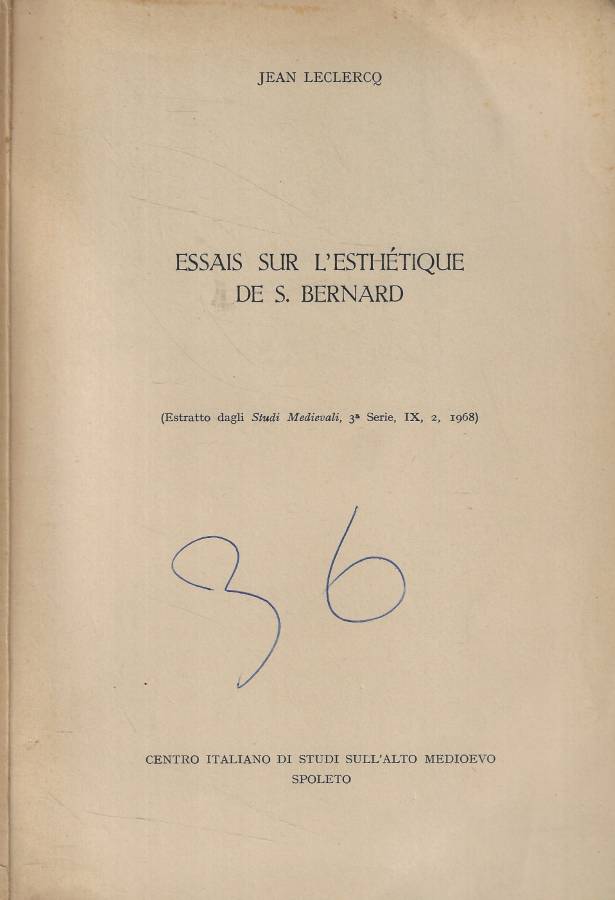 JEAN LECLERCQ
ESSAIS SUR L'ESTHÉTIQUE
DE S. BERNARD
(Estratto dagli Studi Medievali, 3ª Serie, IX, 2, 1968)
36
CENTRO ITALIANO DI STUDI SULL'ALTO MEDIOEVO
SPOLETO